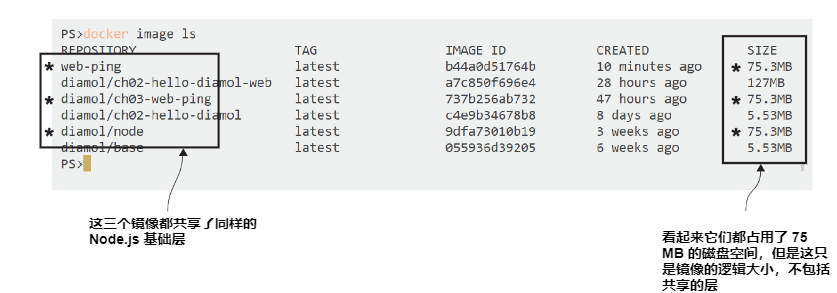 PS>docker image ls
REPOSITORY TAG IMAGE ID CREATED SIZE
* web-ping latest b44a0d51764b 10 minutes ago * 75.3MB
diamol/ch02-hello-diamol-web latest a7c850f696e4 28 hours ago 127MB
* diamol/ch03-web-ping latest 737b256ab732 47 hours ago * 75.3MB
diamol/ch02-hello-diamol latest c4e9b34678b8 8 days ago 5.53MB
* diamol/node latest 9dfa73010b19 3 weeks ago * 75.3MB
diamol/base latest 055936d39205 6 weeks ago 5.53MB
PS>
这三个镜像都共享了同样的
Node.js 基础层
看起来它们都占用了 75
MB 的磁盘空间，但是这只
是镜像的逻辑大小，不包括
共享的层